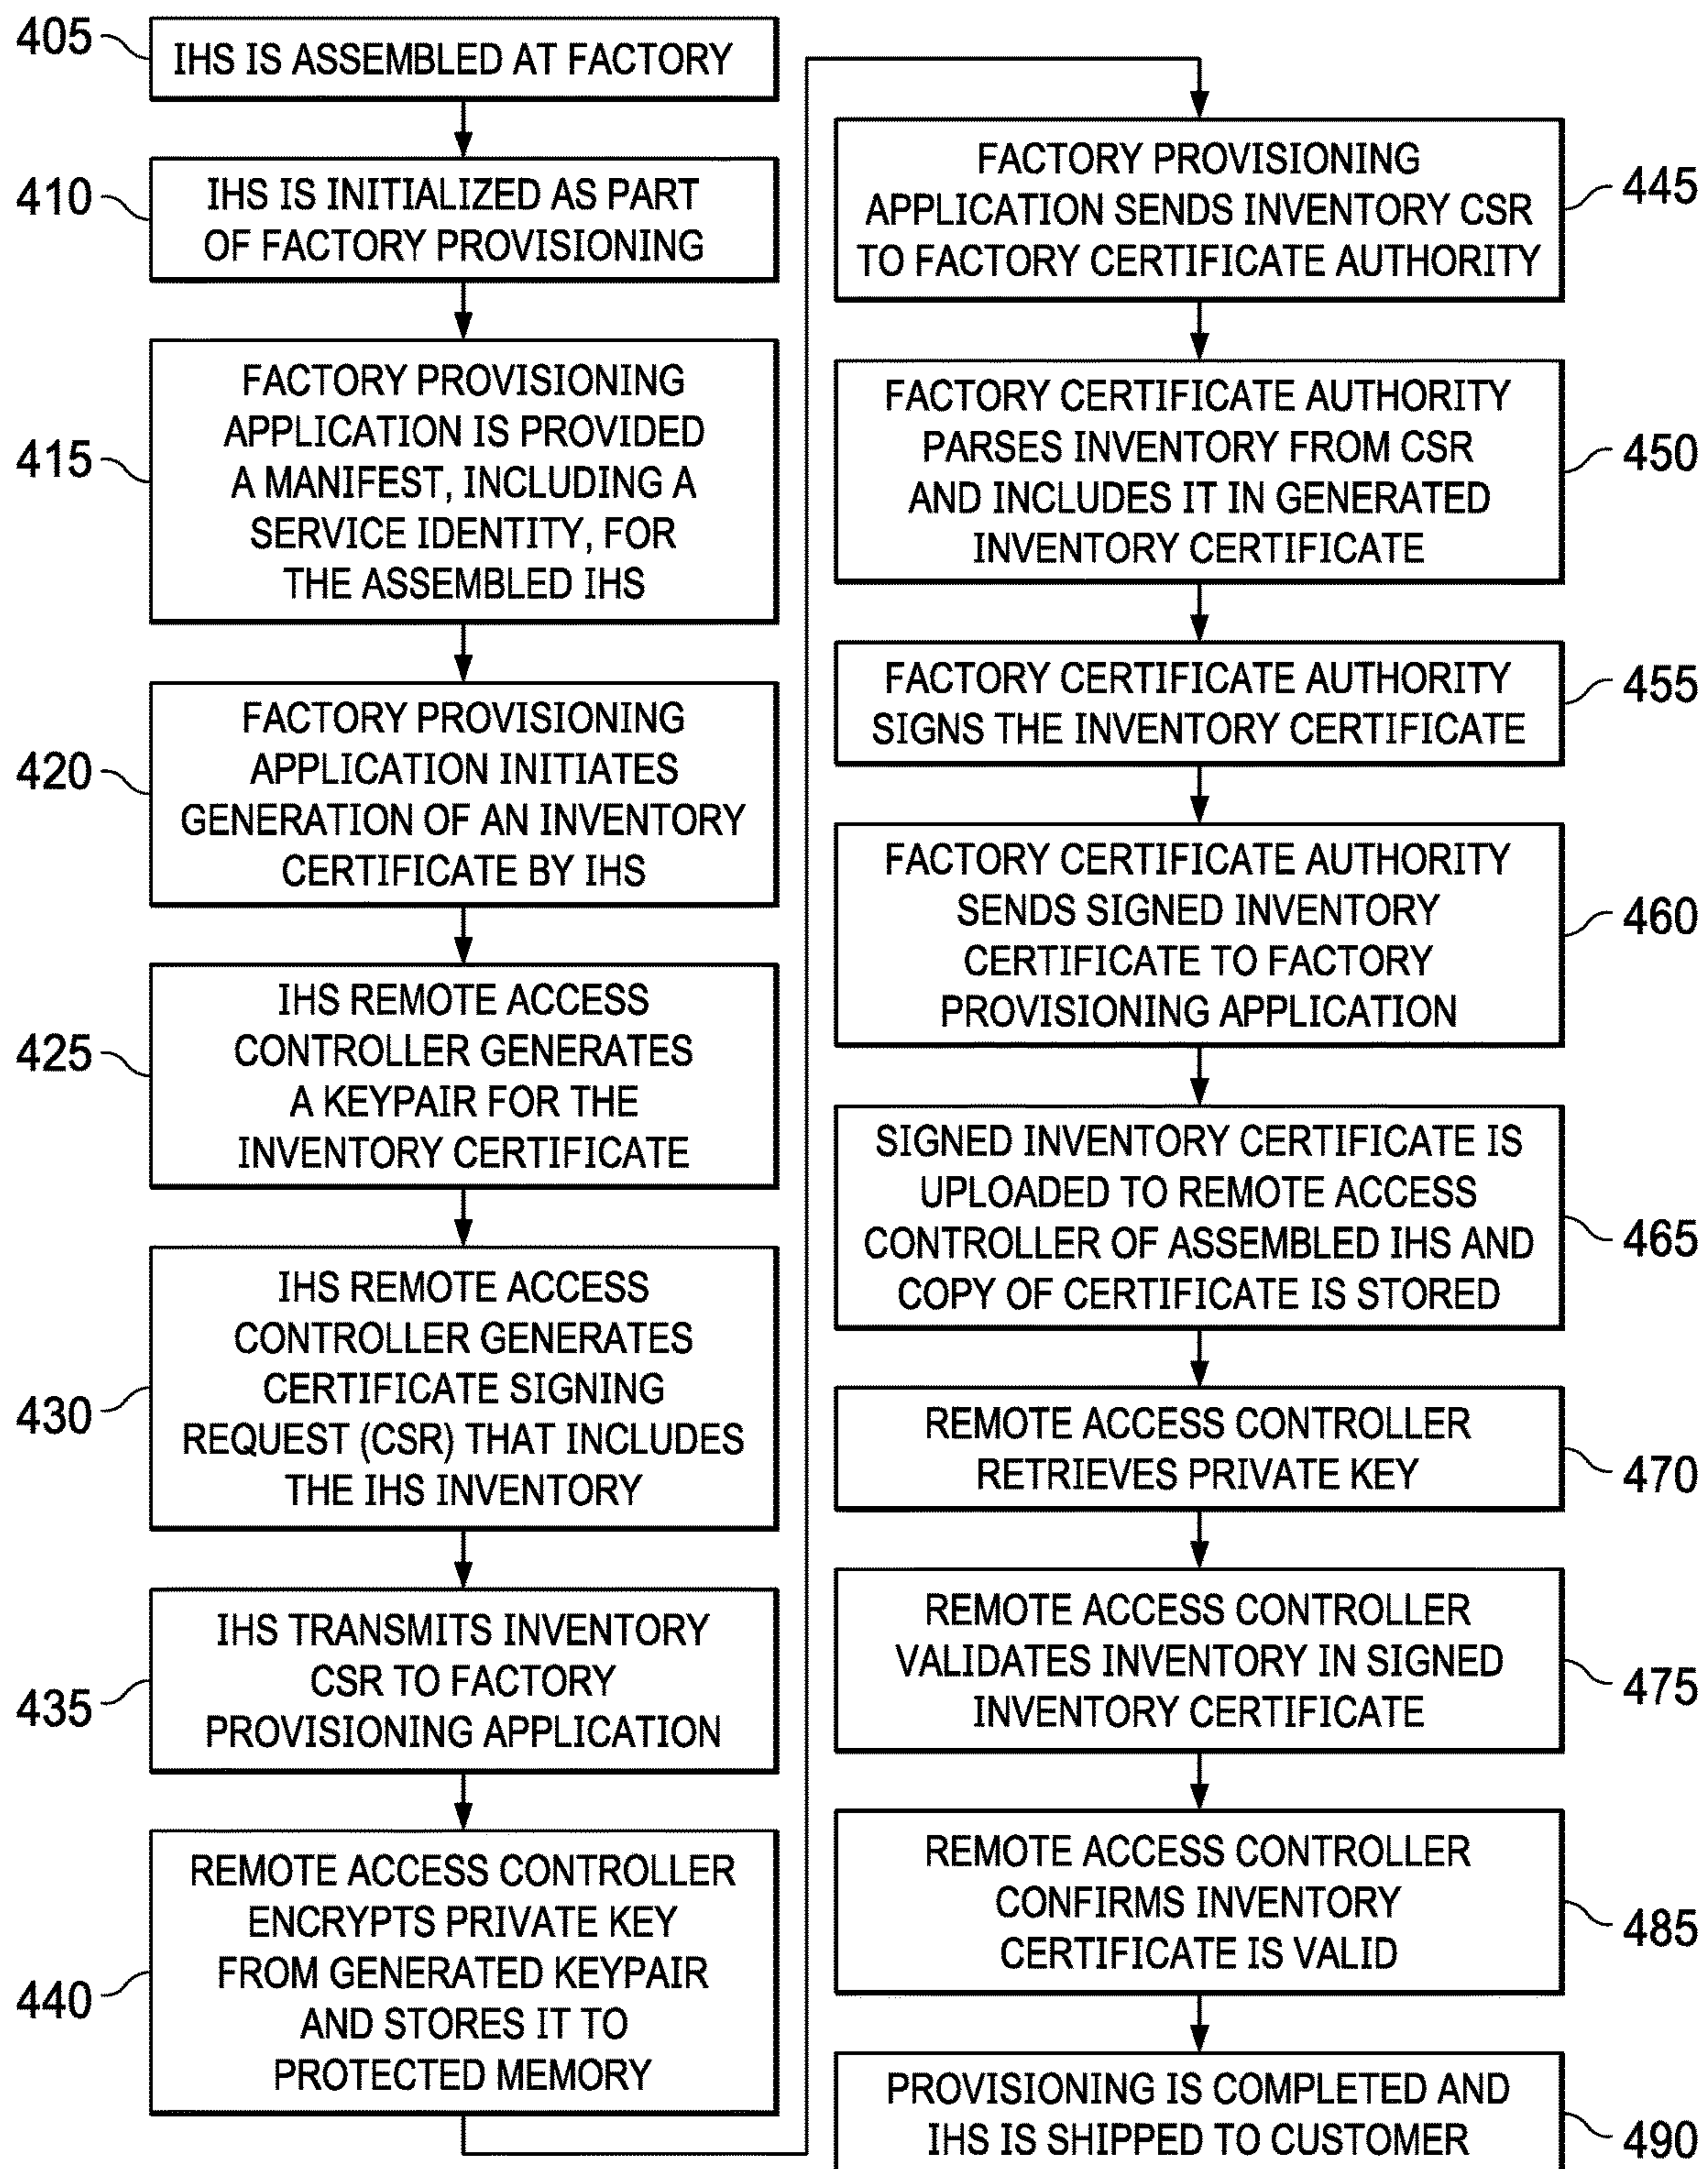 405
IHS IS ASSEMBLED AT FACTORY
410
IHS IS INITIALIZED AS PART
OF FACTORY PROVISIONING
415
FACTORY PROVISIONING
APPLICATION IS PROVIDED
A MANIFEST, INCLUDING A
SERVICE IDENTITY, FOR
THE ASSEMBLED IHS
420
FACTORY PROVISIONING
APPLICATION INITIATES
GENERATION OF AN INVENTORY
CERTIFICATE BY IHS
425
IHS REMOTE ACCESS
CONTROLLER GENERATES
A KEYPAIR FOR THE
INVENTORY CERTIFICATE
430
IHS REMOTE ACCESS
CONTROLLER GENERATES
CERTIFICATE SIGNING
REQUEST (CSR) THAT INCLUDES
THE IHS INVENTORY
435
IHS TRANSMITS INVENTORY
CSR TO FACTORY
PROVISIONING APPLICATION
440
REMOTE ACCESS CONTROLLER
ENCRYPTS PRIVATE KEY
FROM GENERATED KEYPAIR
AND STORES IT TO
PROTECTED MEMORY
FACTORY PROVISIONING
APPLICATION SENDS INVENTORY CSR
TO FACTORY CERTIFICATE AUTHORITY
445
FACTORY CERTIFICATE AUTHORITY
PARSES INVENTORY FROM CSR
AND INCLUDES IT IN GENERATED
INVENTORY CERTIFICATE
450
FACTORY CERTIFICATE AUTHORITY
SIGNS THE INVENTORY CERTIFICATE
455
FACTORY CERTIFICATE AUTHORITY
SENDS SIGNED INVENTORY
CERTIFICATE TO FACTORY
PROVISIONING APPLICATION
460
SIGNED INVENTORY CERTIFICATE IS
UPLOADED TO REMOTE ACCESS
CONTROLLER OF ASSEMBLED IHS AND
COPY OF CERTIFICATE IS STORED
465
REMOTE ACCESS CONTROLLER
RETRIEVES PRIVATE KEY
470
REMOTE ACCESS CONTROLLER
VALIDATES INVENTORY IN SIGNED
INVENTORY CERTIFICATE
475
REMOTE ACCESS CONTROLLER
CONFIRMS INVENTORY
CERTIFICATE IS VALID
485
PROVISIONING IS COMPLETED AND
IHS IS SHIPPED TO CUSTOMER
490